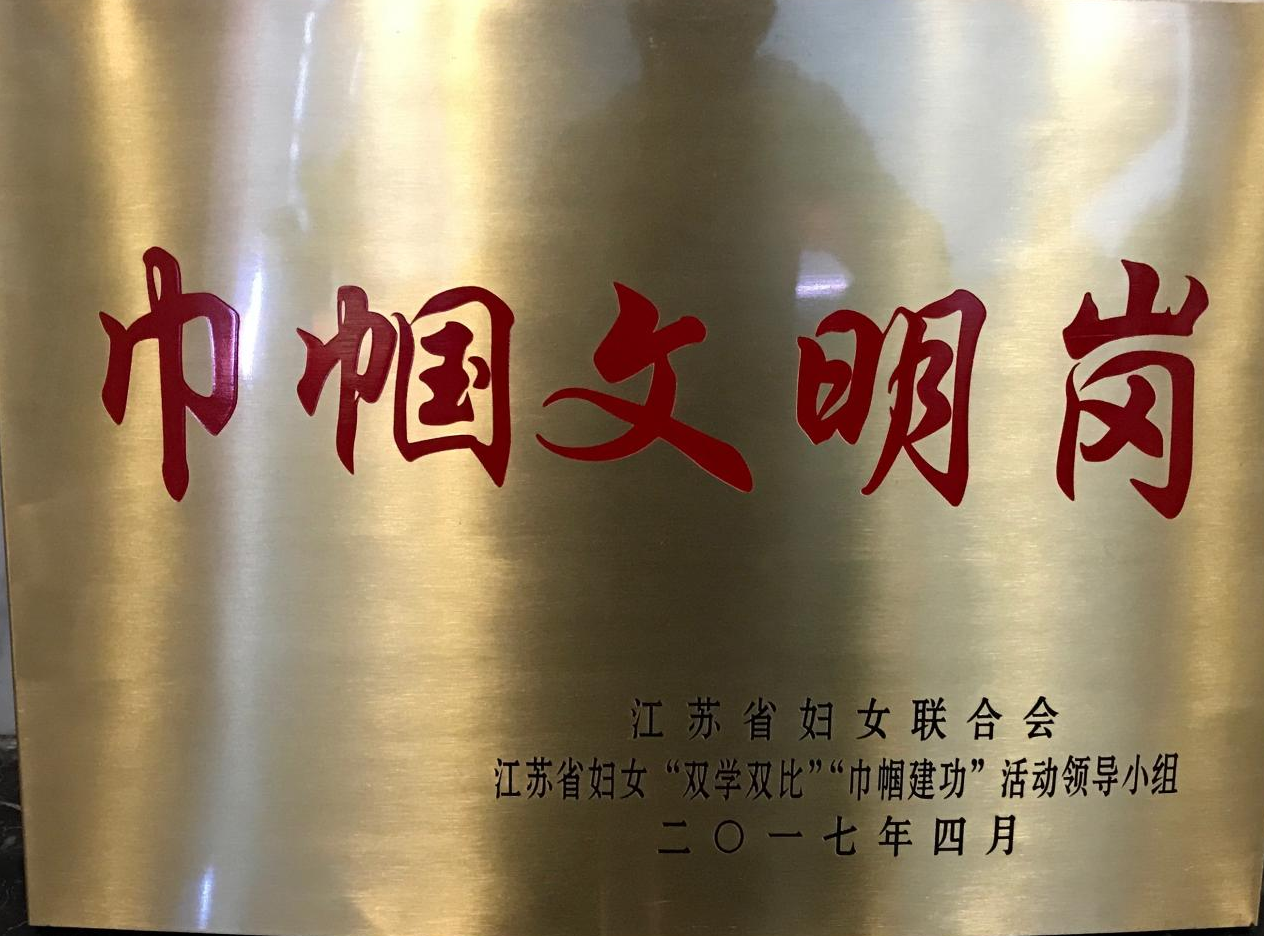 巾帼文明岗
江苏省妇女联合会
江苏省妇女“双学双比”“巾帼建功”活动领导小组
二〇一七年四月